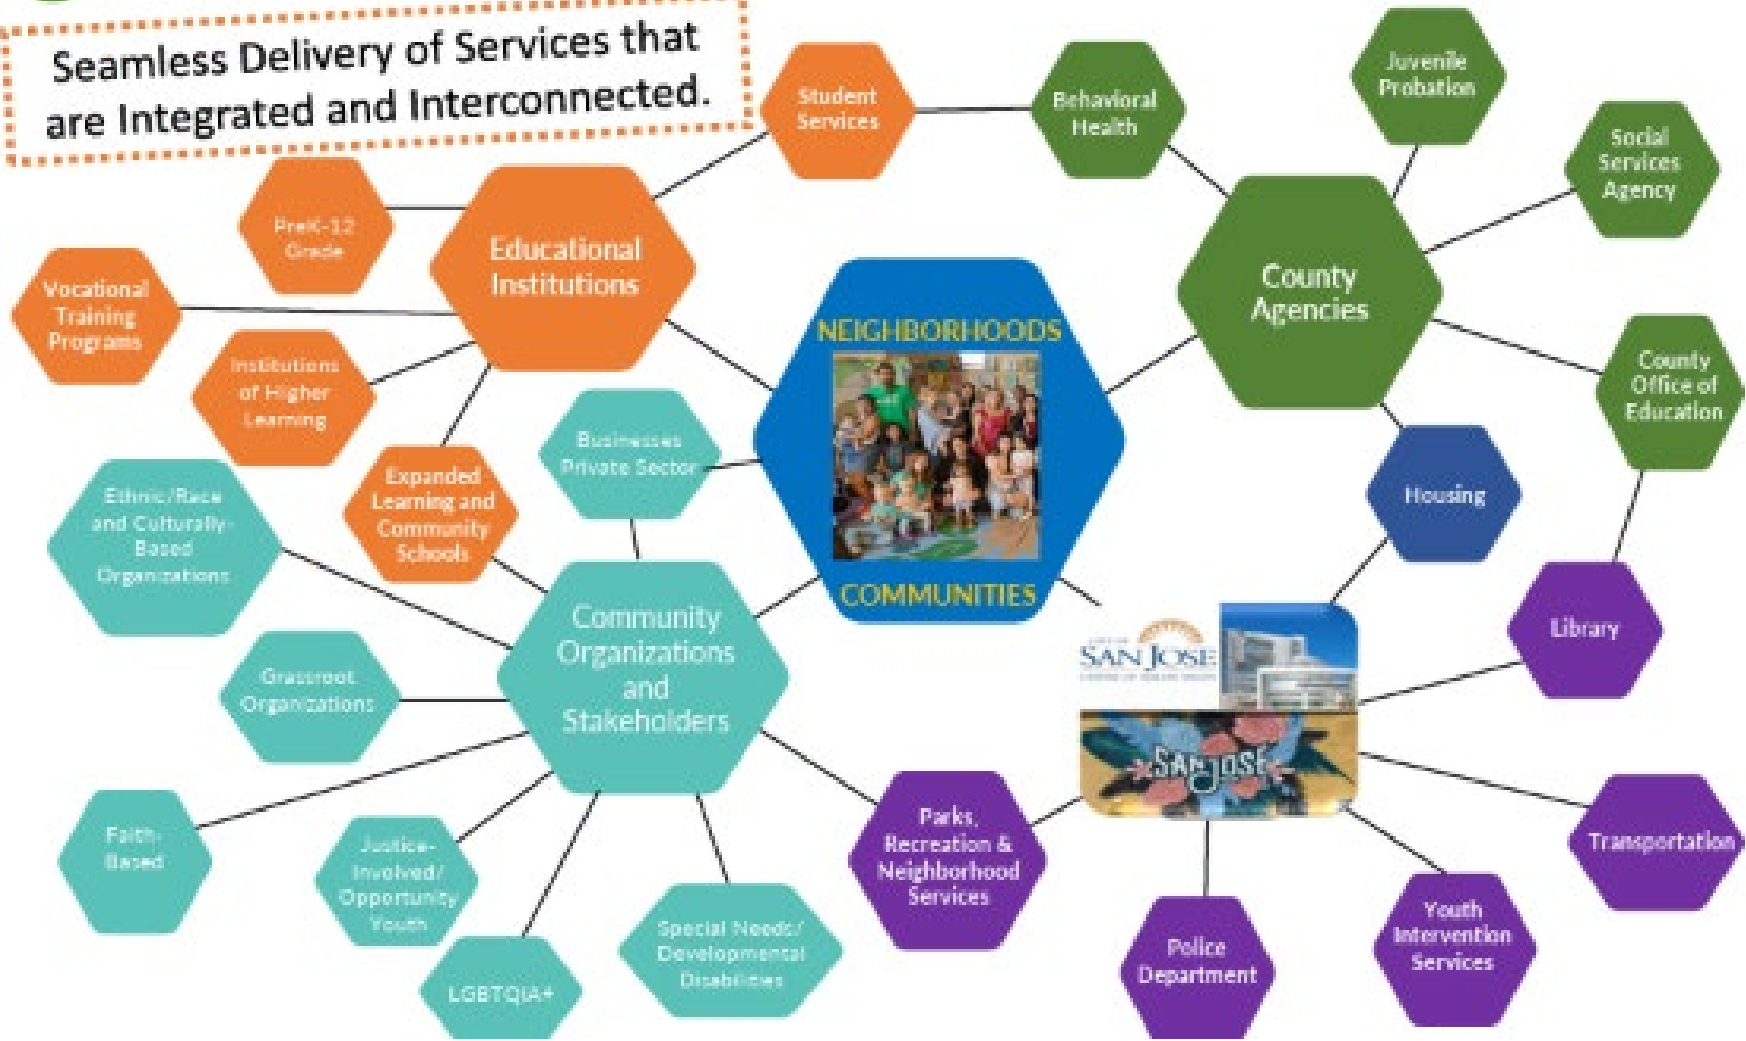 Seamless Delivery of Services that
are Integrated and Interconnected.
Student
Services
Behavioral
Health
Juvenile
Probation
Social
Services
Agency
PreK-12
Grade
Educational
Institutions
County
Agencies
Vocational
Training
Programs
Institutions
of Higher
Learning
NEIGHBORHOODS
COMMUNITIES
County
Office of
Education
Businesses
Private Sector
Expanded
Learning and
Community
Schools
Housing
Ethnic/Race
and Culturally-
Based
Organizations
Community
Organizations
and
Stakeholders
Library
SAN JOSE
SAN JOSE
Grassroot
Organizations
Parks,
Recreation &
Neighborhood
Services
Transportation
Faith-
Based
Justice-
Involved/
Opportunity
Youth
LGBTQIA+
Special Needs/
Developmental
Disabilities
Police
Department
Youth
Intervention
Services